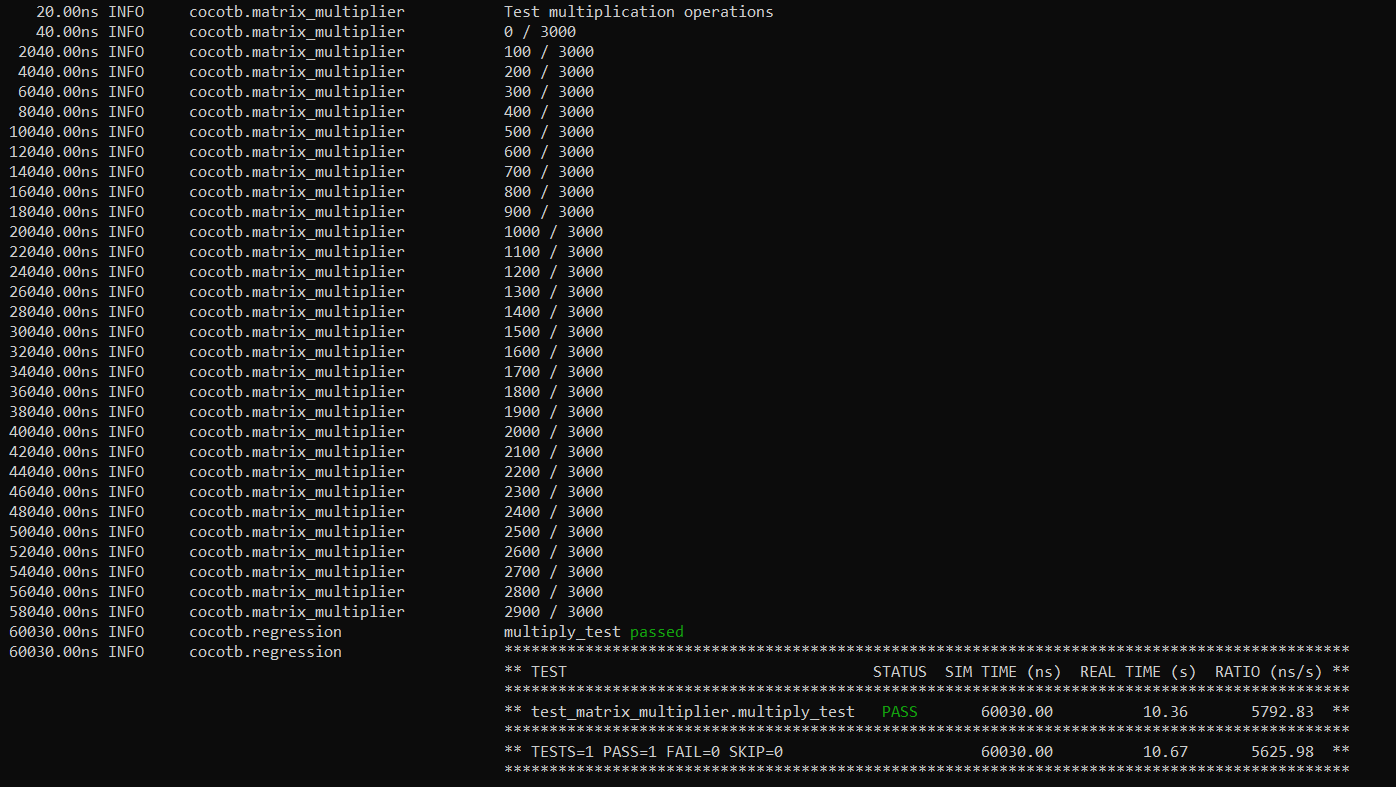 20.00ns INFO cocotb.matrix_multiplier Test multiplication operations
40.00ns INFO cocotb.matrix_multiplier 0 / 3000
2040.00ns INFO cocotb.matrix_multiplier 100 / 3000
4040.00ns INFO cocotb.matrix_multiplier 200 / 3000
6040.00ns INFO cocotb.matrix_multiplier 300 / 3000
8040.00ns INFO cocotb.matrix_multiplier 400 / 3000
10040.00ns INFO cocotb.matrix_multiplier 500 / 3000
12040.00ns INFO cocotb.matrix_multiplier 600 / 3000
14040.00ns INFO cocotb.matrix_multiplier 700 / 3000
16040.00ns INFO cocotb.matrix_multiplier 800 / 3000
18040.00ns INFO cocotb.matrix_multiplier 900 / 3000
20040.00ns INFO cocotb.matrix_multiplier 1000 / 3000
22040.00ns INFO cocotb.matrix_multiplier 1100 / 3000
24040.00ns INFO cocotb.matrix_multiplier 1200 / 3000
26040.00ns INFO cocotb.matrix_multiplier 1300 / 3000
28040.00ns INFO cocotb.matrix_multiplier 1400 / 3000
30040.00ns INFO cocotb.matrix_multiplier 1500 / 3000
32040.00ns INFO cocotb.matrix_multiplier 1600 / 3000
34040.00ns INFO cocotb.matrix_multiplier 1700 / 3000
36040.00ns INFO cocotb.matrix_multiplier 1800 / 3000
38040.00ns INFO cocotb.matrix_multiplier 1900 / 3000
40040.00ns INFO cocotb.matrix_multiplier 2000 / 3000
42040.00ns INFO cocotb.matrix_multiplier 2100 / 3000
44040.00ns INFO cocotb.matrix_multiplier 2200 / 3000
46040.00ns INFO cocotb.matrix_multiplier 2300 / 3000
48040.00ns INFO cocotb.matrix_multiplier 2400 / 3000
50040.00ns INFO cocotb.matrix_multiplier 2500 / 3000
52040.00ns INFO cocotb.matrix_multiplier 2600 / 3000
54040.00ns INFO cocotb.matrix_multiplier 2700 / 3000
56040.00ns INFO cocotb.matrix_multiplier 2800 / 3000
58040.00ns INFO cocotb.matrix_multiplier 2900 / 3000
60030.00ns INFO cocotb.regression multiply_test passed
60030.00ns INFO cocotb.regression **********************************************************************************************
** TEST STATUS SIM TIME (ns) REAL TIME (s) RATIO (ns/s) **
**********************************************************************************************
** test_matrix_multiplier.multiply_test PASS 60030.00 10.36 5792.83 **
**********************************************************************************************
** TESTS=1 PASS=1 FAIL=0 SKIP=0 60030.00 10.67 5625.98 **
**********************************************************************************************